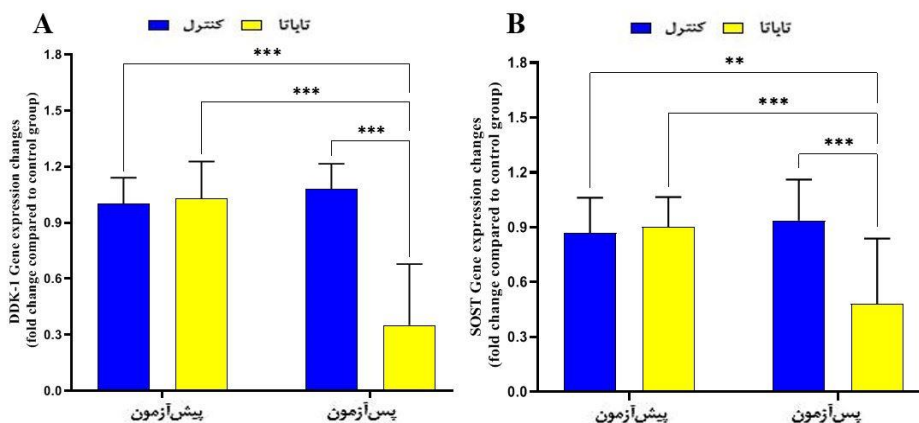 A
کنترل تاباتا
DDK-1 Gene expression changes
(fold change compared to control group)
1.8
1.5
1.2
0.9
0.6
0.3
0.0
***
***
***
پیش‌آزمون پس‌آزمون
B
کنترل تاباتا
SOST Gene expression changes
(fold change compared to control group)
1.8
1.5
1.2
0.9
0.6
0.3
0.0
**
***
***
پیش‌آزمون پس‌آزمون